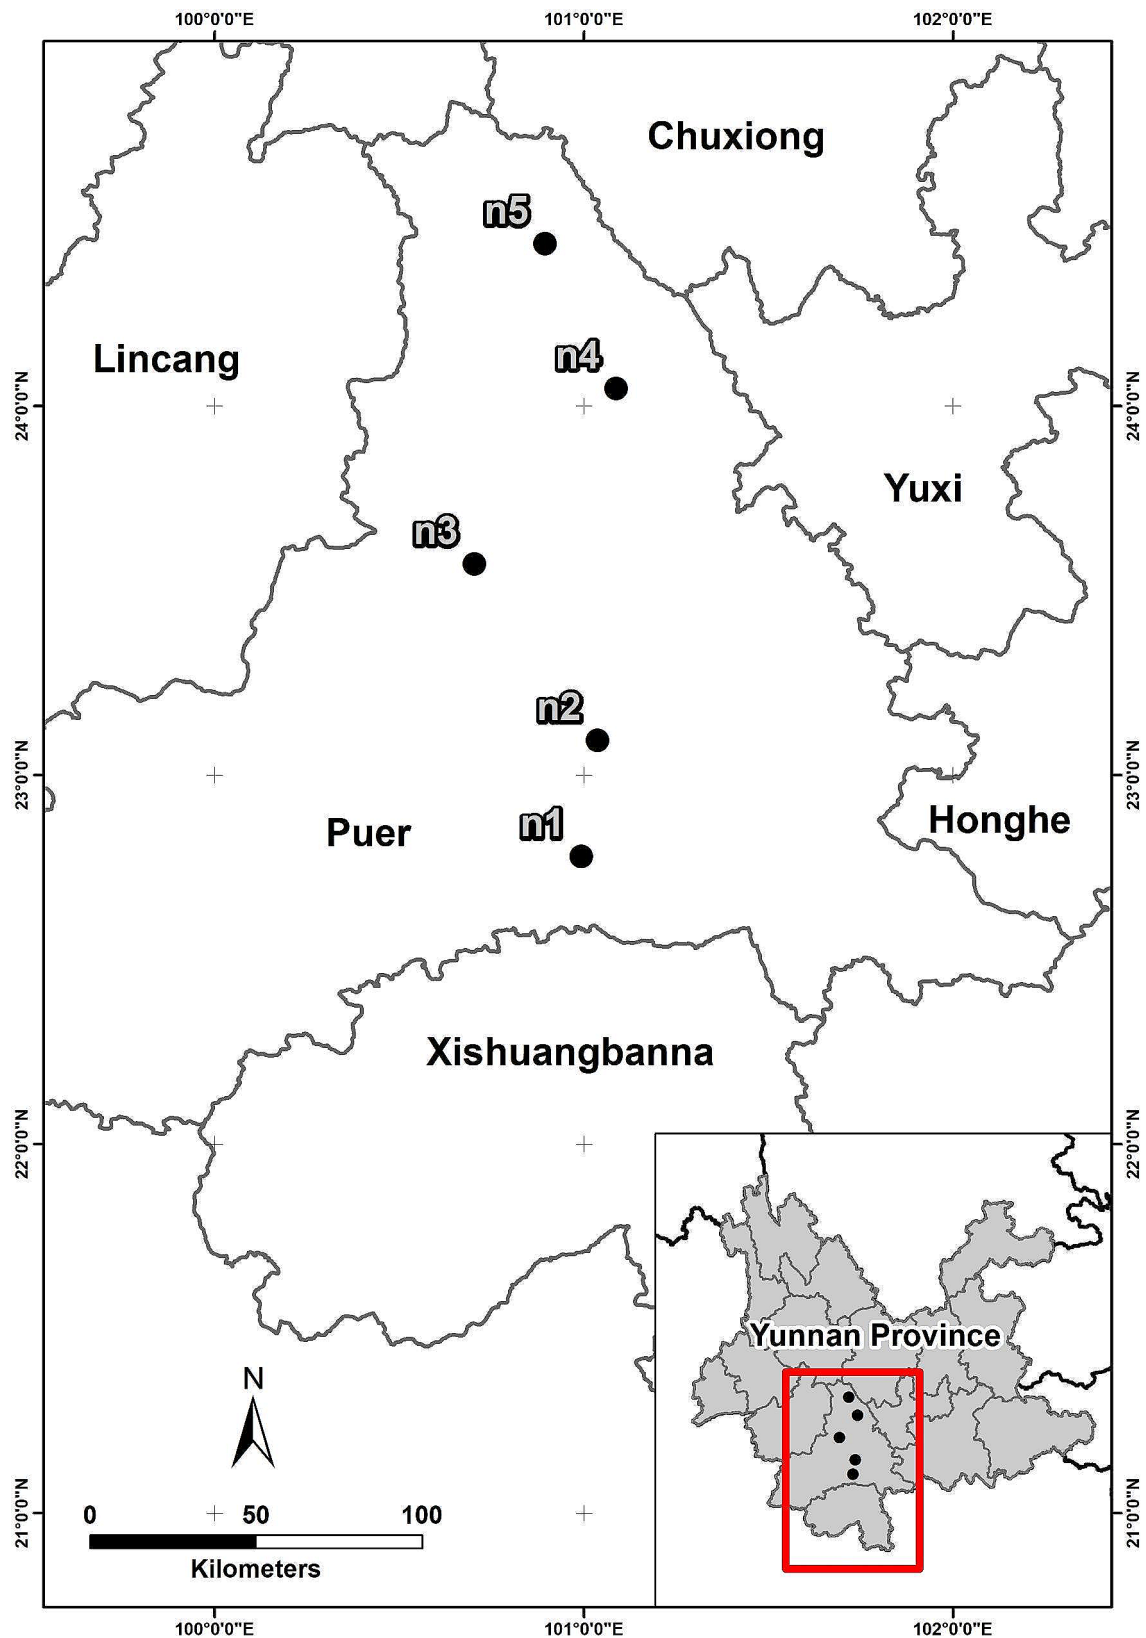 100°0'0"E 101°0'0"E 102°0'0"E
Chuxiong
n5
n4
Lincang
24°0'0"N 24°0'0"N
Yuxi
n3
n2
23°0'0"N 23°0'0"N
n1
Honghe
Puer
Xishuangbanna
22°0'0"N 22°0'0"N
Yunnan Province
N
0 50 100
Kilometers
21°0'0"N 21°0'0"N
100°0'0"E 101°0'0"E 102°0'0"E